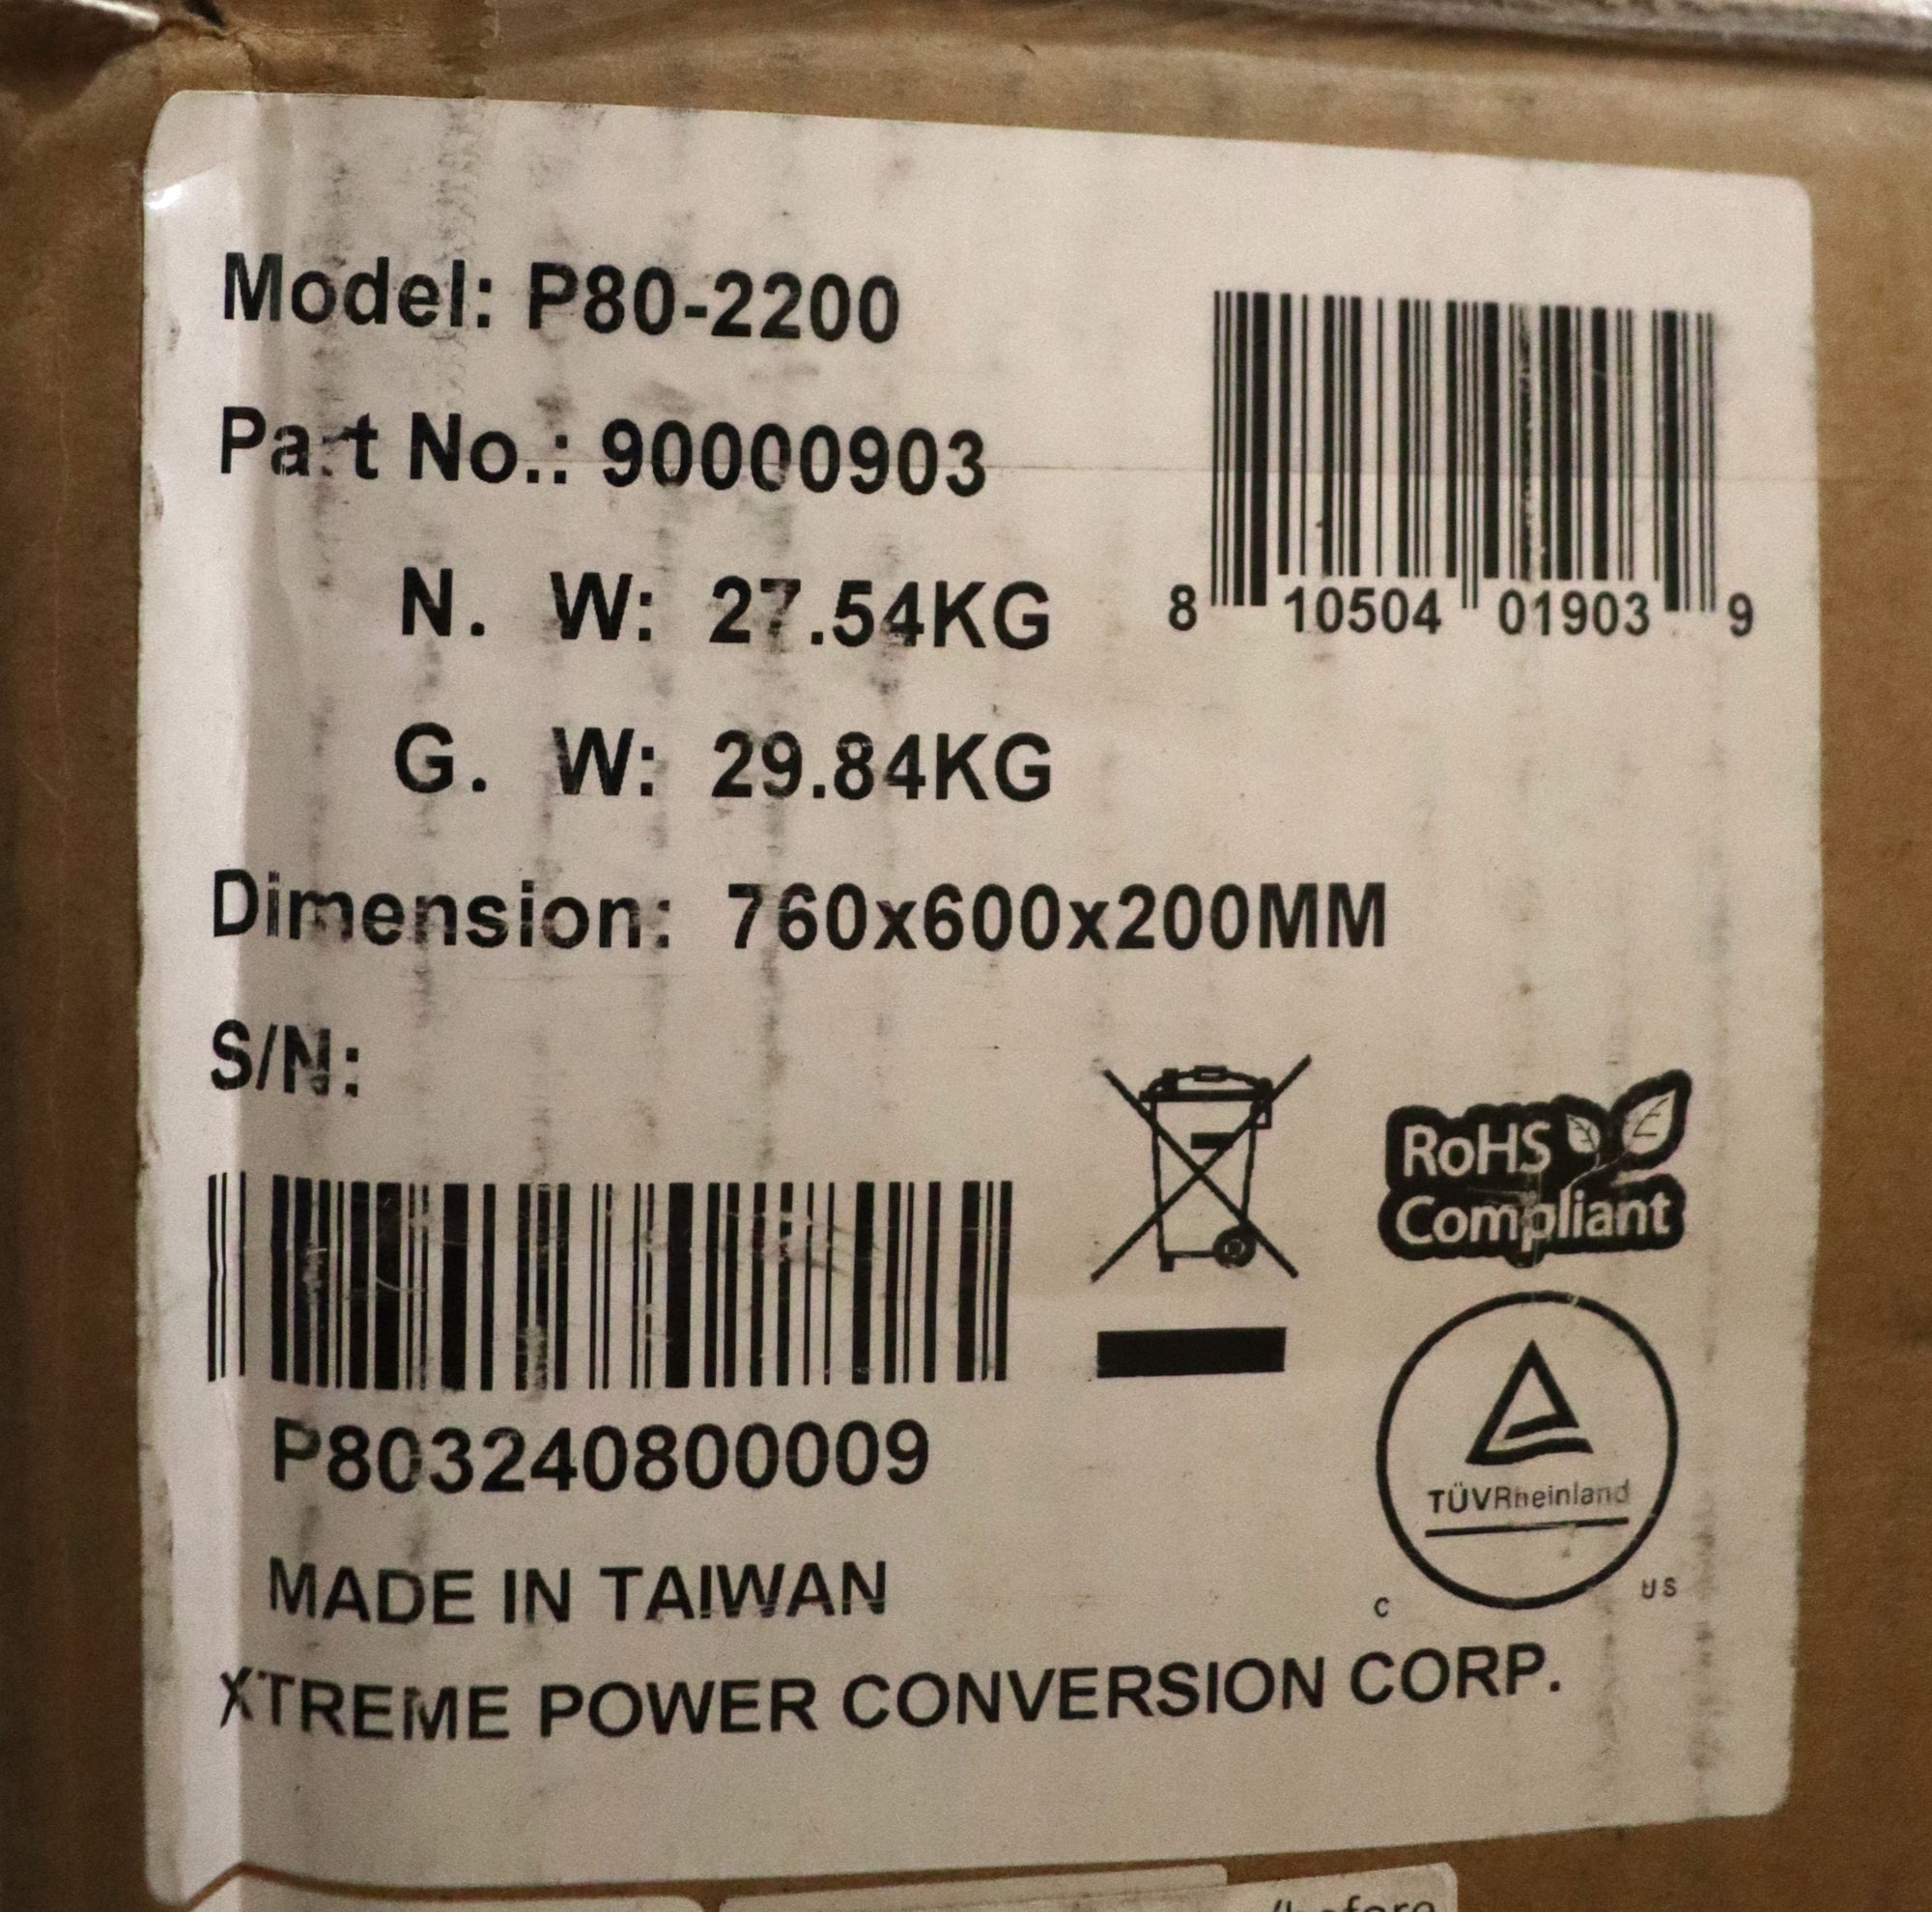 Model: P80-2200
Part No.: 90000903
N. W: 27.54KG
8 10504 01903 9
G. W: 29.84KG
Dimension: 760x600x200MM
S/N:
RoHS
Compliant
P803240800009
TÜVRheinland
C US
MADE IN TAIWAN
XTREME POWER CONVERSION CORP.